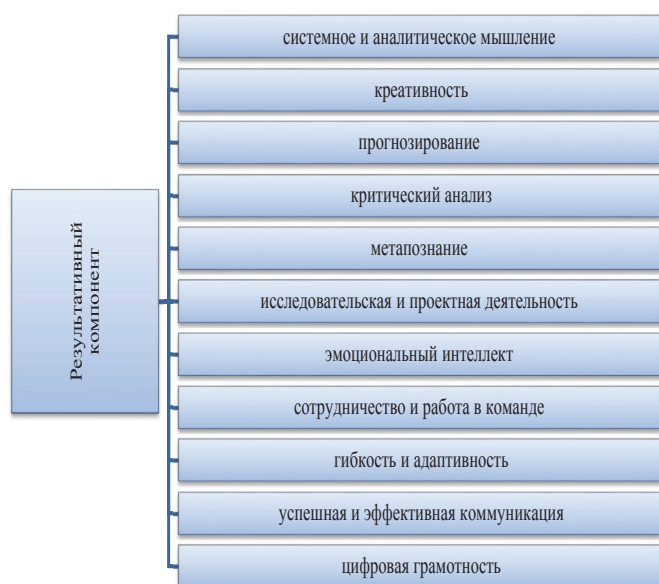 Результативный
компонент
системное и аналитическое мышление
креативность
прогнозирование
критический анализ
метапознание
исследовательская и проектная деятельность
эмоциональный интеллект
сотрудничество и работа в команде
гибкость и адаптивность
успешная и эффективная коммуникация
цифровая грамотность